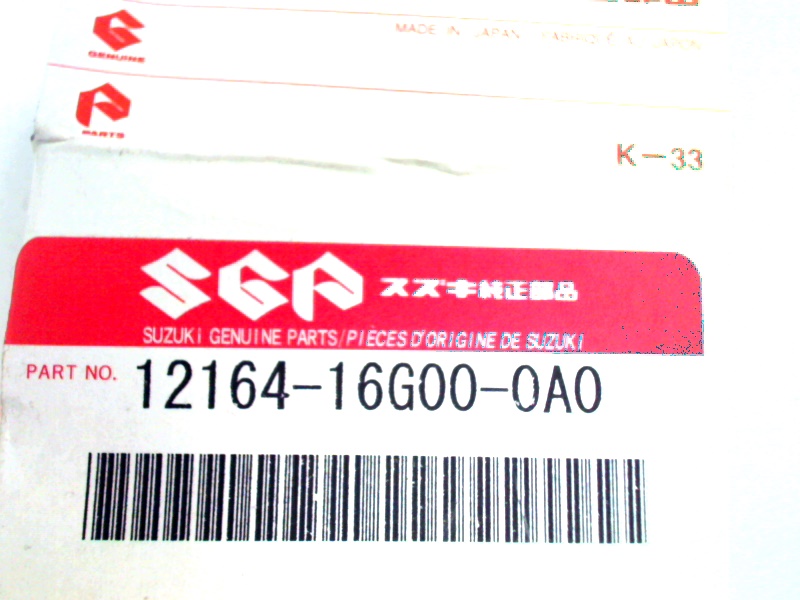 GENUINE
MADE IN JAPAN
PARTS
K-33
SGP スズキ純正部品
SUZUKI GENUINE PARTS/PIÈCES D'ORIGINE DE SUZUKI
PART NO. 12164-16G00-0A0